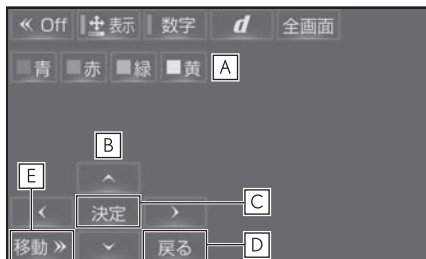 « Off 表示 数字 d 全画面
青 赤 緑 黄 A
B
E
^
< 決定 > C
移動 » ⌄ 戻る D